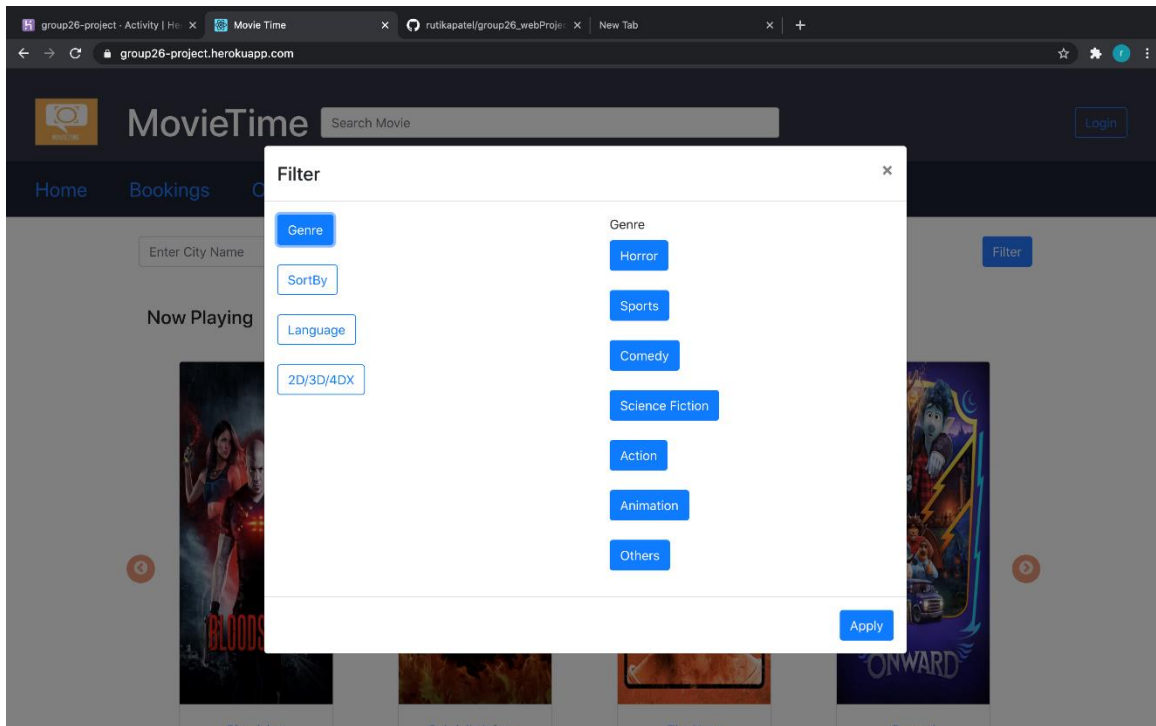 group26-project · Activity | He
Movie Time
rutikapatel/group26_webProje
New Tab
group26-project.herokuapp.com
MovieTime
Search Movie
Login
Home Bookings
Filter
×
Enter City Name
Filter
Now Playing
Genre
SortBy
Language
2D/3D/4DX
Genre
Horror
Sports
Comedy
Science Fiction
Action
Animation
Others
Apply
BLOODS
ONWARD